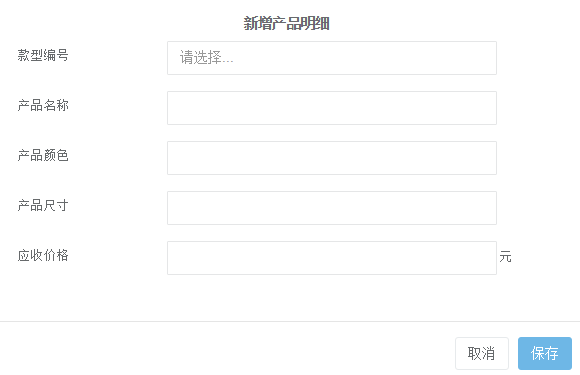 新增产品明细
款型编号 请选择...
产品名称
产品颜色
产品尺寸
应收价格 元
取消 保存